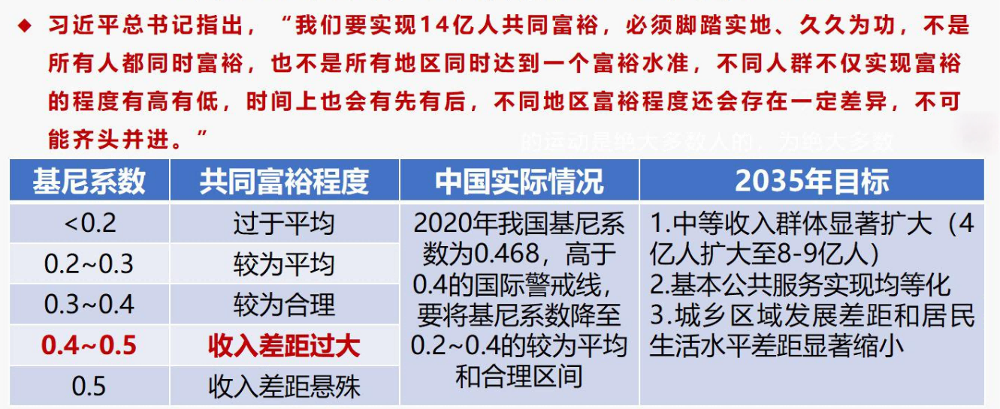 ◆ 习近平总书记指出，“我们要实现14亿人共同富裕，必须脚踏实地、久久为功，不是
所有人都同时富裕，也不是所有地区同时达到一个富裕水准，不同人群不仅实现富裕
的程度有高有低，时间上也会有先有后，不同地区富裕程度还会存在一定差异，不可
能齐头并进。”
的运动是绝大多数人的，为绝大多数
基尼系数 共同富裕程度 中国实际情况 2035年目标
<0.2 过于平均
0.2~0.3 较为平均
0.3~0.4 较为合理
0.4~0.5 收入差距过大
0.5 收入差距悬殊
2020年我国基尼系
数为0.468，高于
0.4的国际警戒线，
要将基尼系数降至
0.2~0.4的较为平均
和合理区间
1.中等收入群体显著扩大（4
亿人扩大至8-9亿人）
2.基本公共服务实现均等化
3.城乡区域发展差距和居民
生活水平差距显著缩小